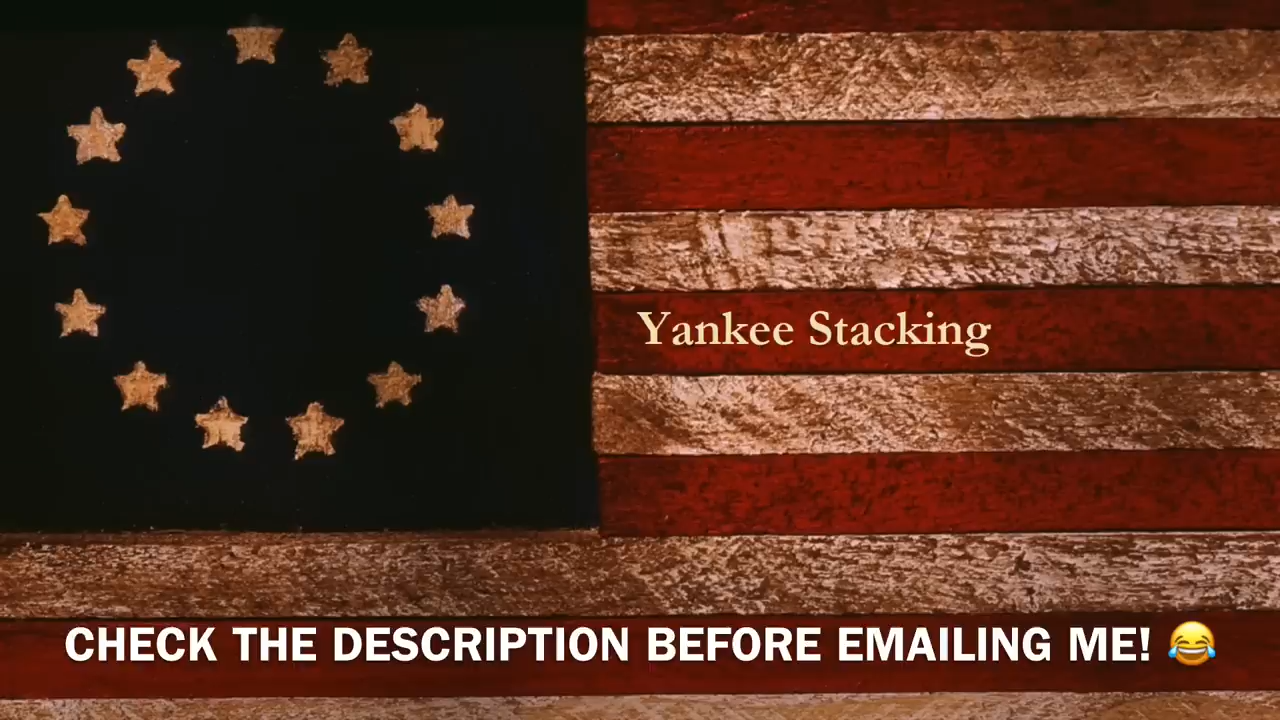 Yankee Stacking
CHECK THE DESCRIPTION BEFORE EMAILING ME! 😂